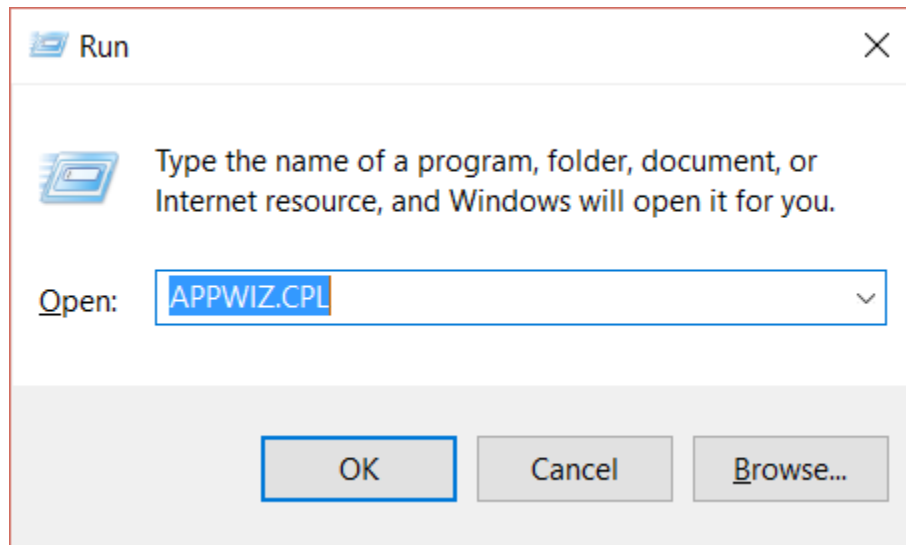 Run
Type the name of a program, folder, document, or
Internet resource, and Windows will open it for you.
Open: APPWIZ.CPL
OK Cancel Browse...